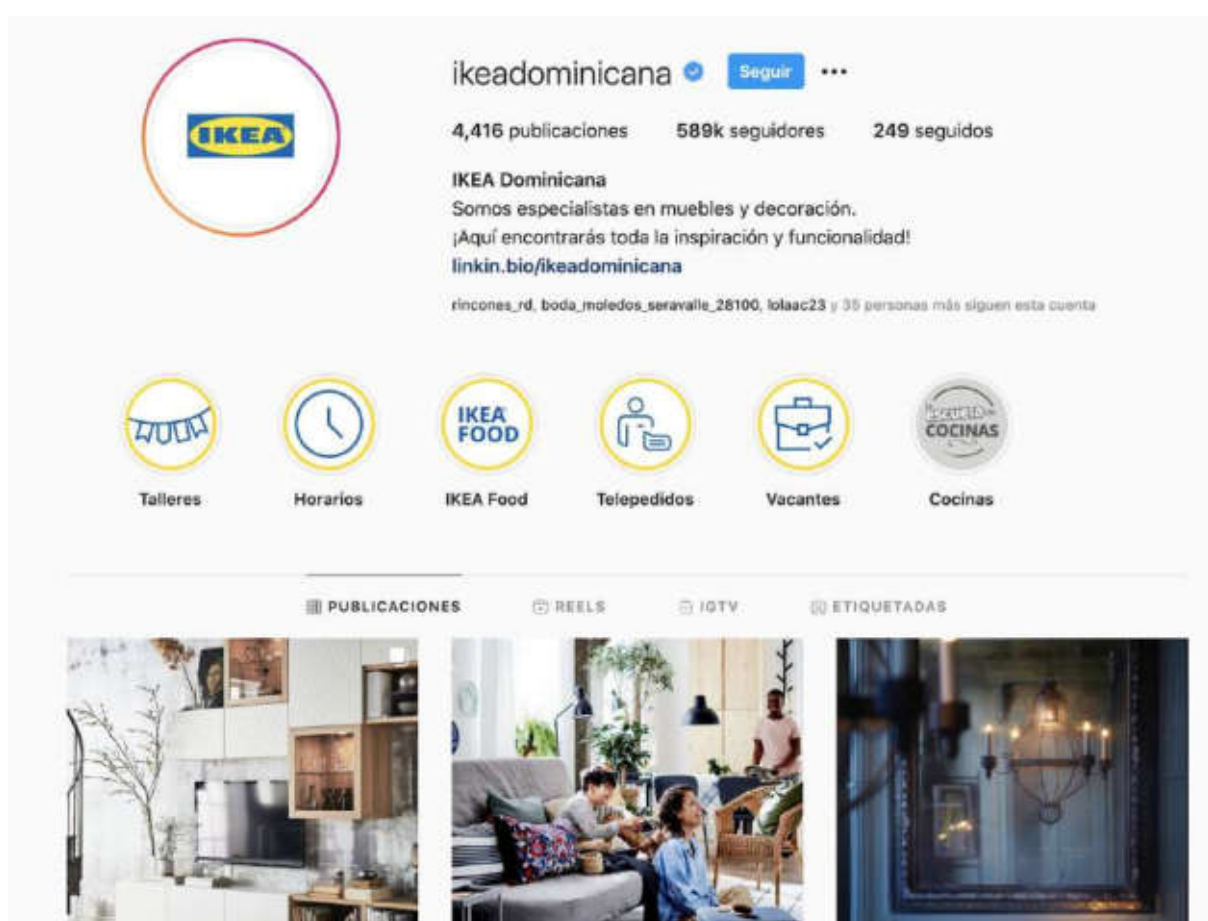 IKEA
ikeadominicana Seguir
4,416 publicaciones 589k seguidores 249 seguidos
IKEA Dominicana
Somos especialistas en muebles y decoración.
¡Aquí encontrarás toda la inspiración y funcionalidad!
linkin.bio/ikeadominicana
rincones_rd, boda_moledos_seravalle_28100, lolaac23 y 35 personas más siguen esta cuenta
IKEA
FOOD
COCINAS
Talleres Horarios IKEA Food Telepedidos Vacantes Cocinas
PUBLICACIONES REELS IGTV ETIQUETADAS